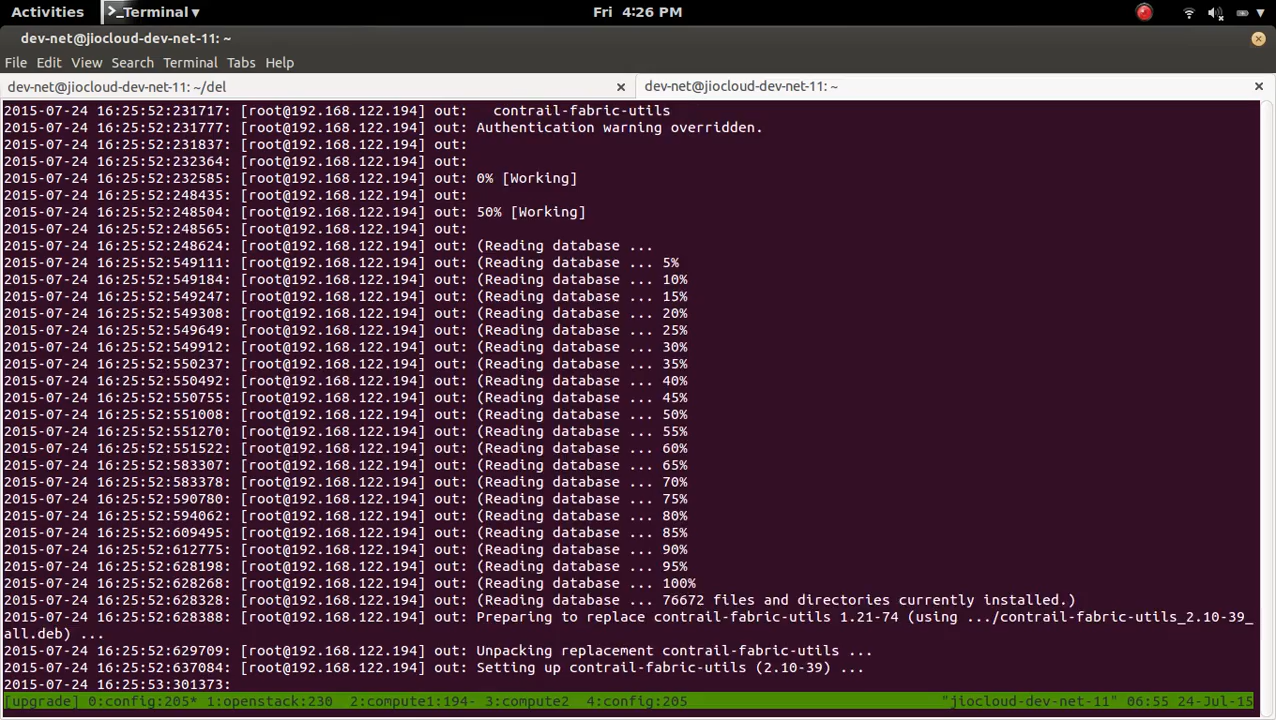 Activities >_Terminal ▾ Fri 4:26 PM
dev-net@jiocloud-dev-net-11: ~
File Edit View Search Terminal Tabs Help
dev-net@jiocloud-dev-net-11: ~/del × dev-net@jiocloud-dev-net-11: ~ ×
2015-07-24 16:25:52:231717: [root@192.168.122.194] out:   contrail-fabric-utils
2015-07-24 16:25:52:231777: [root@192.168.122.194] out: Authentication warning overridden.
2015-07-24 16:25:52:231837: [root@192.168.122.194] out:
2015-07-24 16:25:52:232364: [root@192.168.122.194] out:
2015-07-24 16:25:52:232585: [root@192.168.122.194] out: 0% [Working]
2015-07-24 16:25:52:248435: [root@192.168.122.194] out:
2015-07-24 16:25:52:248504: [root@192.168.122.194] out: 50% [Working]
2015-07-24 16:25:52:248565: [root@192.168.122.194] out:
2015-07-24 16:25:52:248624: [root@192.168.122.194] out: (Reading database ...
2015-07-24 16:25:52:549111: [root@192.168.122.194] out: (Reading database ... 5%
2015-07-24 16:25:52:549184: [root@192.168.122.194] out: (Reading database ... 10%
2015-07-24 16:25:52:549247: [root@192.168.122.194] out: (Reading database ... 15%
2015-07-24 16:25:52:549308: [root@192.168.122.194] out: (Reading database ... 20%
2015-07-24 16:25:52:549649: [root@192.168.122.194] out: (Reading database ... 25%
2015-07-24 16:25:52:549912: [root@192.168.122.194] out: (Reading database ... 30%
2015-07-24 16:25:52:550237: [root@192.168.122.194] out: (Reading database ... 35%
2015-07-24 16:25:52:550492: [root@192.168.122.194] out: (Reading database ... 40%
2015-07-24 16:25:52:550755: [root@192.168.122.194] out: (Reading database ... 45%
2015-07-24 16:25:52:551008: [root@192.168.122.194] out: (Reading database ... 50%
2015-07-24 16:25:52:551270: [root@192.168.122.194] out: (Reading database ... 55%
2015-07-24 16:25:52:551522: [root@192.168.122.194] out: (Reading database ... 60%
2015-07-24 16:25:52:583307: [root@192.168.122.194] out: (Reading database ... 65%
2015-07-24 16:25:52:583378: [root@192.168.122.194] out: (Reading database ... 70%
2015-07-24 16:25:52:590780: [root@192.168.122.194] out: (Reading database ... 75%
2015-07-24 16:25:52:594062: [root@192.168.122.194] out: (Reading database ... 80%
2015-07-24 16:25:52:609495: [root@192.168.122.194] out: (Reading database ... 85%
2015-07-24 16:25:52:612775: [root@192.168.122.194] out: (Reading database ... 90%
2015-07-24 16:25:52:628198: [root@192.168.122.194] out: (Reading database ... 95%
2015-07-24 16:25:52:628268: [root@192.168.122.194] out: (Reading database ... 100%
2015-07-24 16:25:52:628328: [root@192.168.122.194] out: (Reading database ... 76672 files and directories currently installed.)
2015-07-24 16:25:52:628388: [root@192.168.122.194] out: Preparing to replace contrail-fabric-utils 1.21-74 (using .../contrail-fabric-utils_2.10-39_
all.deb) ...
2015-07-24 16:25:52:629709: [root@192.168.122.194] out: Unpacking replacement contrail-fabric-utils ...
2015-07-24 16:25:52:637084: [root@192.168.122.194] out: Setting up contrail-fabric-utils (2.10-39) ...
2015-07-24 16:25:53:301373:
[upgrade] 0:config:205* 1:openstack:230  2:compute1:194- 3:compute2  4:config:205 "jiocloud-dev-net-11" 06:55 24-Jul-15